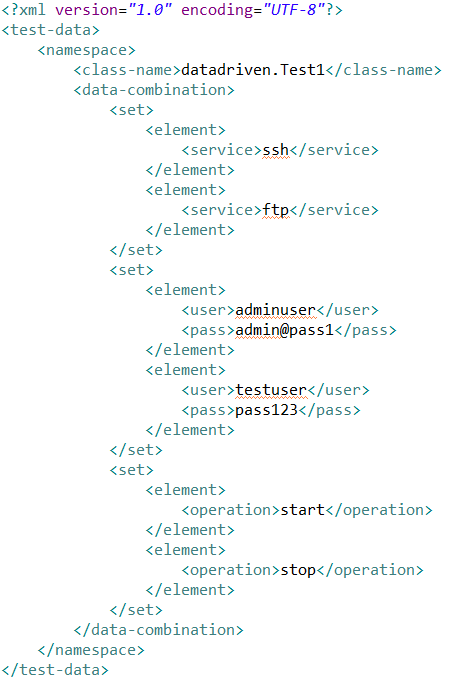 <?xml version="1.0" encoding="UTF-8"?>
<test-data>
    <namespace>
        <class-name>datadriven.Test1</class-name>
        <data-combination>
            <set>
                <element>
                    <service>ssh</service>
                </element>
                <element>
                    <service>ftp</service>
                </element>
            </set>
            <set>
                <element>
                    <user>adminuser</user>
                    <pass>admin@pass1</pass>
                </element>
                <element>
                    <user>testuser</user>
                    <pass>pass123</pass>
                </element>
            </set>
            <set>
                <element>
                    <operation>start</operation>
                </element>
                <element>
                    <operation>stop</operation>
                </element>
            </set>
        </data-combination>
    </namespace>
</test-data>